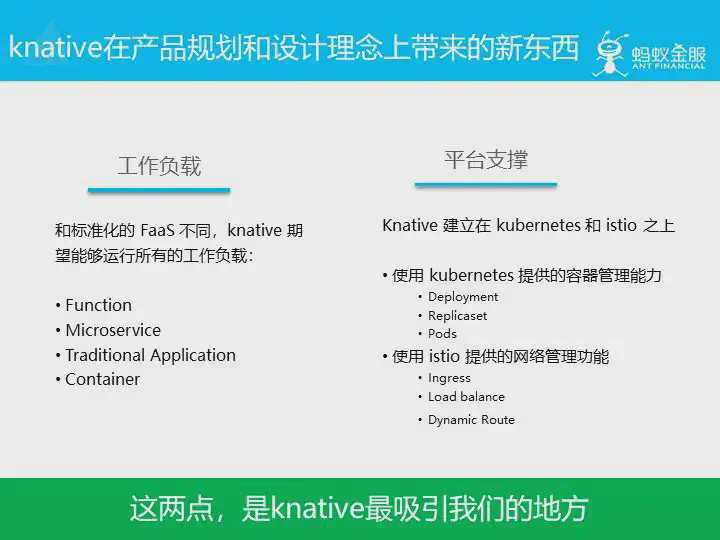 knative在产品规划和设计理念上带来的新东西
蚂蚁金服
ANT FINANCIAL
工作负载
和标准化的 FaaS 不同，knative 期
望能够运行所有的工作负载：
• Function
• Microservice
• Traditional Application
• Container
平台支撑
Knative 建立在 kubernetes 和 istio 之上
• 使用 kubernetes 提供的容器管理能力
• Deployment
• Replicaset
• Pods
• 使用 istio 提供的网络管理功能
• Ingress
• Load balance
• Dynamic Route
这两点，是knative最吸引我们的地方